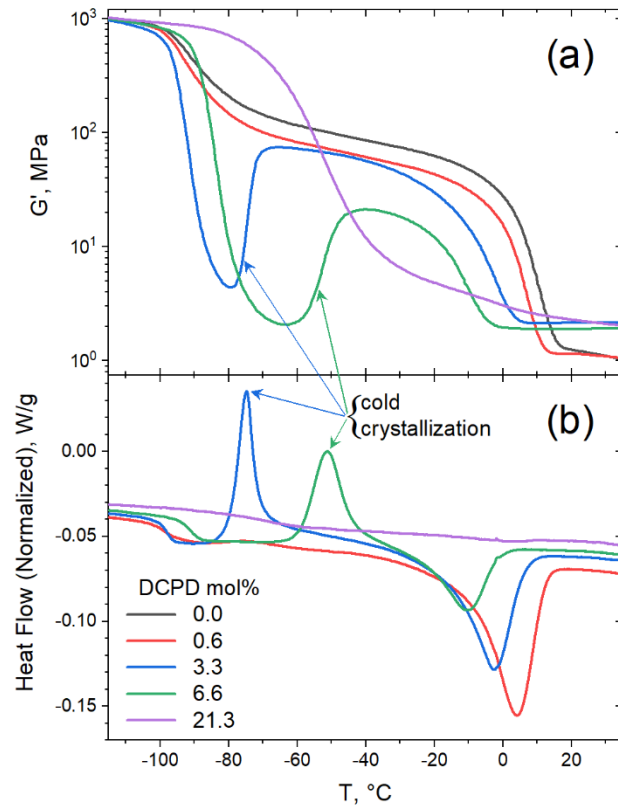 (a)
10³
10²
10¹
10⁰
G', MPa
(b)
cold
crystallization
0.00
-0.05
-0.10
-0.15
Heat Flow (Normalized), W/g
DCPD mol%
0.0
0.6
3.3
6.6
21.3
-100 -80 -60 -40 -20 0 20
T, °C